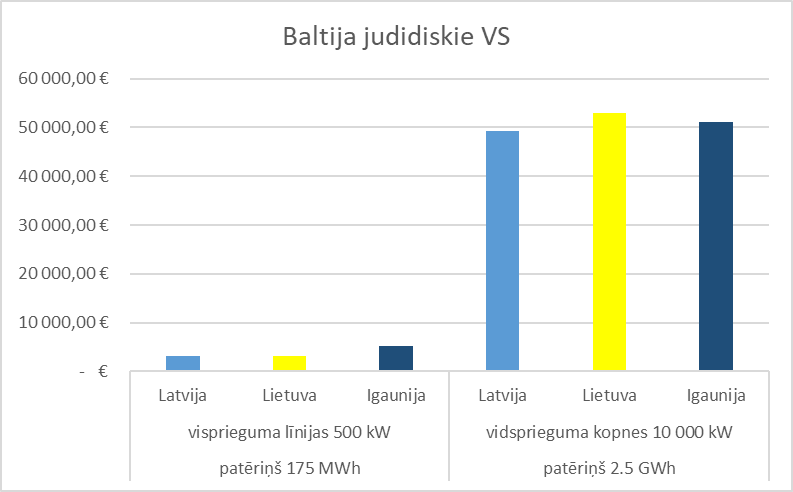 Baltija judidiskie VS
60 000,00 €
50 000,00 €
40 000,00 €
30 000,00 €
20 000,00 €
10 000,00 €
- €
Latvija Lietuva Igaunija Latvija Lietuva Igaunija
visprieguma līnijas 500 kW vidsprieguma kopnes 10 000 kW
patēriņš 175 MWh patēriņš 2.5 GWh